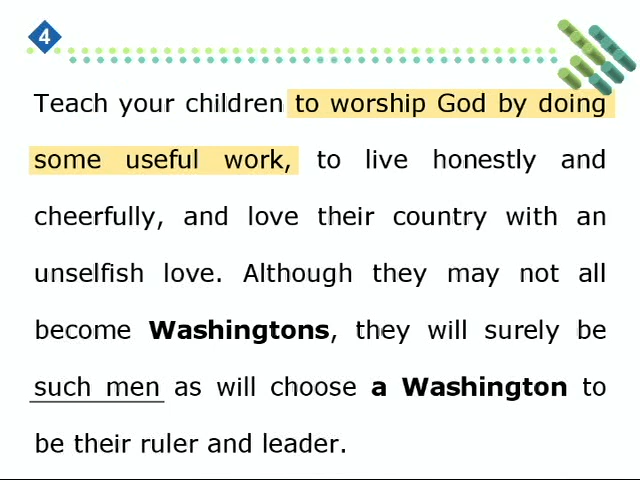 4
Teach your children to worship God by doing
some useful work, to live honestly and
cheerfully, and love their country with an
unselfish love. Although they may not all
become Washingtons, they will surely be
such men as will choose a Washington to
be their ruler and leader.